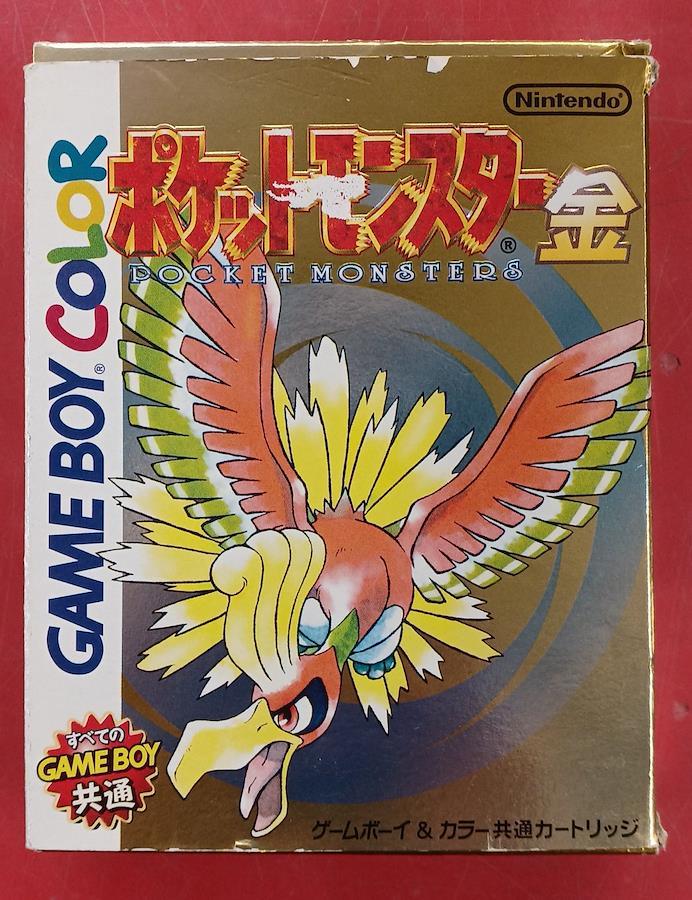 Nintendo®
ポケットモンスター®金
POCKET MONSTERS
GAME BOY® COLOR
すべての
GAME BOY
共通
ゲームボーイ & カラー共通カートリッジ